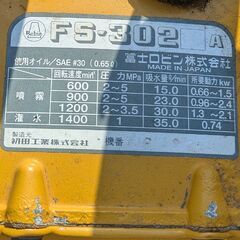 Robin FS-302 A
使用オイル/SAE #30 (0.65ℓ)
富士ロビン株式会社
MADE IN JAPAN
回転速度min⁻¹ 圧力MPa 吸水量ℓ/min 所要動力kw
600 2~5 15.0 0.66~1.5
噴霧 900 2~5 23.0 0.96~2.4
1200 2~3.5 30.0 1.3~2.1
灌水 1400 1 35.0 0.74
製造元
初田工業株式会社 機番